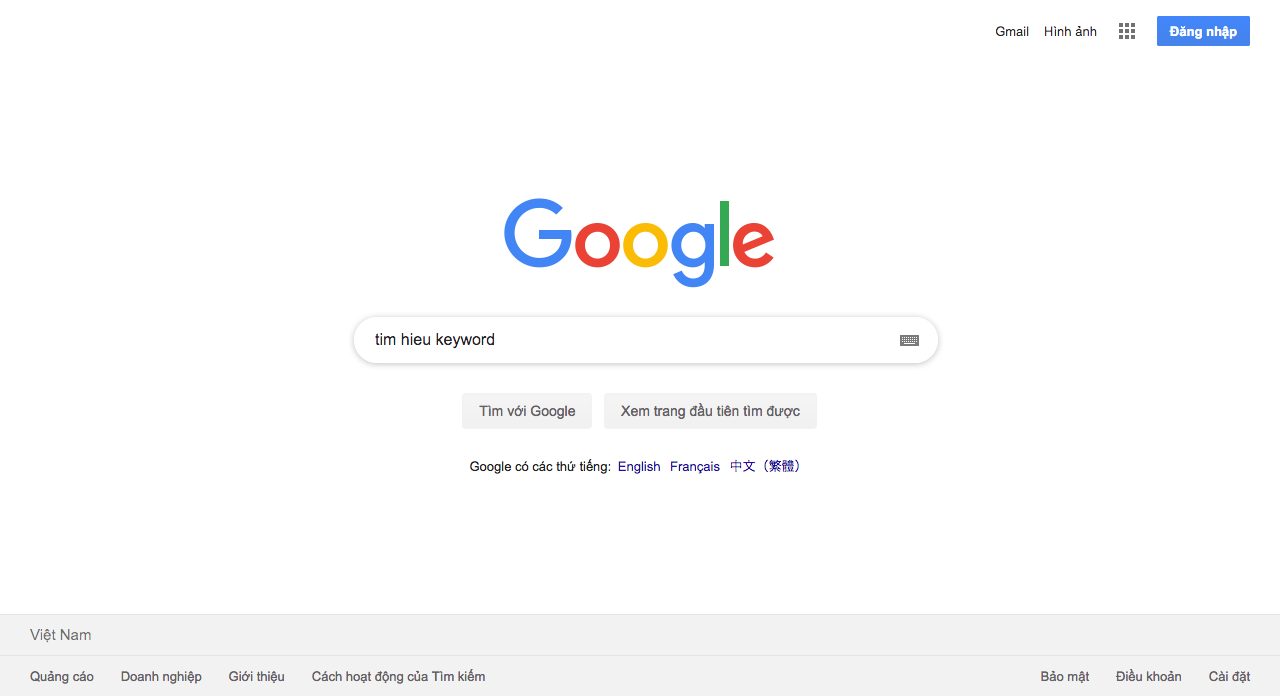 Gmail Hình ảnh Đăng nhập
Google
tim hieu keyword
Tìm với Google Xem trang đầu tiên tìm được
Google có các thứ tiếng: English Français 中文（繁體）
Việt Nam
Quảng cáo Doanh nghiệp Giới thiệu Cách hoạt động của Tìm kiếm Bảo mật Điều khoản Cài đặt